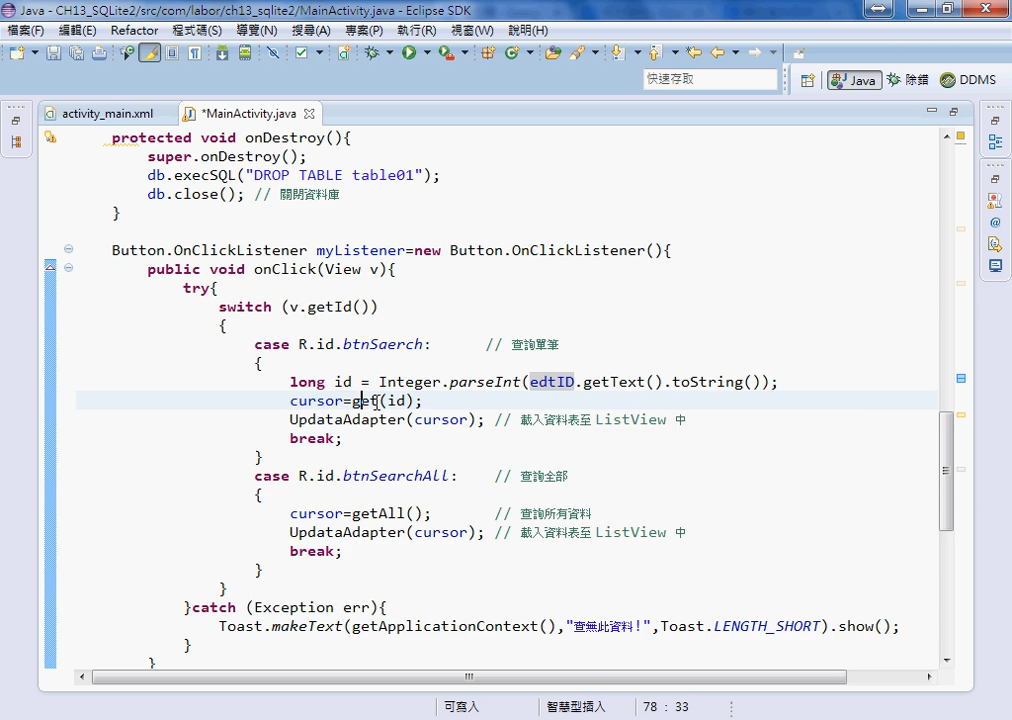 Java - CH13_SQLite2/src/com/labor/ch13_sqlite2/MainActivity.java - Eclipse SDK
檔案(F) 編輯(E) Refactor 程式碼(S) 導覽(N) 搜尋(A) 專案(P) 執行(R) 視窗(W) 說明(H)
快速存取
Java 除錯 DDMS
activity_main.xml *MainActivity.java
protected void onDestroy(){
super.onDestroy();
db.execSQL("DROP TABLE table01");
db.close(); // 關閉資料庫
}
Button.OnClickListener myListener=new Button.OnClickListener(){
public void onClick(View v){
try{
switch (v.getId())
{
case R.id.btnSaerch: // 查詢單筆
{
long id = Integer.parseInt(edtID.getText().toString());
cursor=get(id);
UpdataAdapter(cursor); // 載入資料表至 ListView 中
break;
}
case R.id.btnSearchAll: // 查詢全部
{
cursor=getAll(); // 查詢所有資料
UpdataAdapter(cursor); // 載入資料表至 ListView 中
break;
}
}
}catch (Exception err){
Toast.makeText(getApplicationContext(),"查無此資料!",Toast.LENGTH_SHORT).show();
}
}
可寫入 智慧型插入 78 : 33